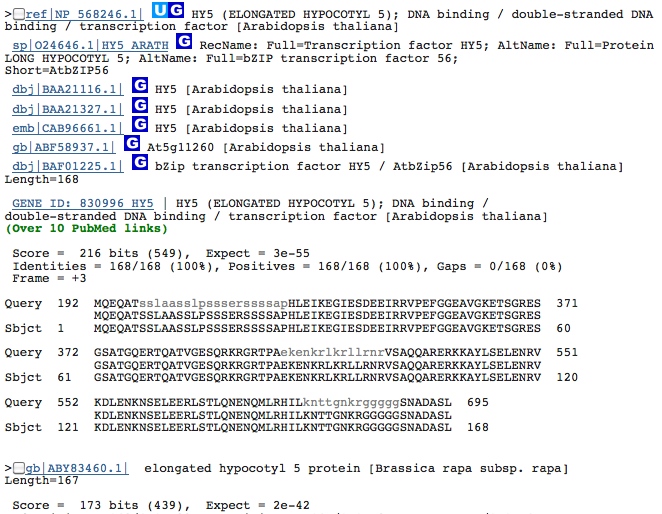 >ref|NP_568246.1| UG HY5 (ELONGATED HYPOCOTYL 5); DNA binding / double-stranded DNA
binding / transcription factor [Arabidopsis thaliana]
sp|O24646.1|HY5_ARATH G RecName: Full=Transcription factor HY5; AltName: Full=Protein
LONG HYPOCOTYL 5; AltName: Full=bZIP transcription factor 56;
Short=AtbZIP56
dbj|BAA21116.1| G HY5 [Arabidopsis thaliana]
dbj|BAA21327.1| G HY5 [Arabidopsis thaliana]
emb|CAB96661.1| G HY5 [Arabidopsis thaliana]
gb|ABF58937.1| G At5g11260 [Arabidopsis thaliana]
dbj|BAF01225.1| G bZip transcription factor HY5 / AtbZip56 [Arabidopsis thaliana]
Length=168
GENE ID: 830996 HY5 | HY5 (ELONGATED HYPOCOTYL 5); DNA binding /
double-stranded DNA binding / transcription factor [Arabidopsis thaliana]
(Over 10 PubMed links)
Score = 216 bits (549), Expect = 3e-55
Identities = 168/168 (100%), Positives = 168/168 (100%), Gaps = 0/168 (0%)
Frame = +3
Query 192 MQEQATsslaasslpssserssssapHLEIKEGIESDEEIRRVPEFGGEAVGKETSGRES 371
MQEQATSSLAASSLPSSSERSSSSAPHLEIKEGIESDEEIRRVPEFGGEAVGKETSGRES
Sbjct 1 MQEQATSSLAASSLPSSSERSSSSAPHLEIKEGIESDEEIRRVPEFGGEAVGKETSGRES 60
Query 372 GSATGQERTQATVGESQRKRGRTPAekenkrlkrllrnrVSAQQARERKKAYLSELENRV 551
GSATGQERTQATVGESQRKRGRTPAEKENKRLKRLLRNRVSAQQARERKKAYLSELENRV
Sbjct 61 GSATGQERTQATVGESQRKRGRTPAEKENKRLKRLLRNRVSAQQARERKKAYLSELENRV 120
Query 552 KDLENKNSELEERLSTLQNENQMLRHILknttgnkrgggggSNADASL 695
KDLENKNSELEERLSTLQNENQMLRHILKNTTGNKRGGGGGSNADASL
Sbjct 121 KDLENKNSELEERLSTLQNENQMLRHILKNTTGNKRGGGGGSNADASL 168
>gb|ABY83460.1| elongated hypocotyl 5 protein [Brassica rapa subsp. rapa]
Length=167
Score = 173 bits (439), Expect = 2e-42